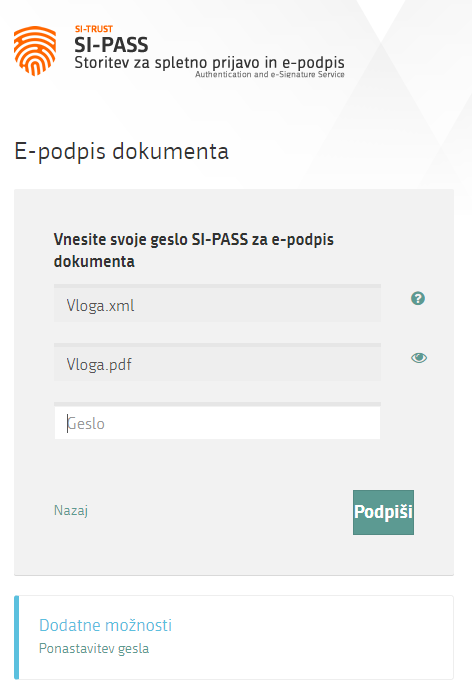 SI-TRUST
SI-PASS
Storitev za spletno prijavo in e-podpis
Authentication and e-Signature Service
E-podpis dokumenta
Vnesite svoje geslo SI-PASS za e-podpis
dokumenta
Vloga.xml
?
Vloga.pdf
Geslo
Nazaj
Podpiši
Dodatne možnosti
Ponastavitev gesla